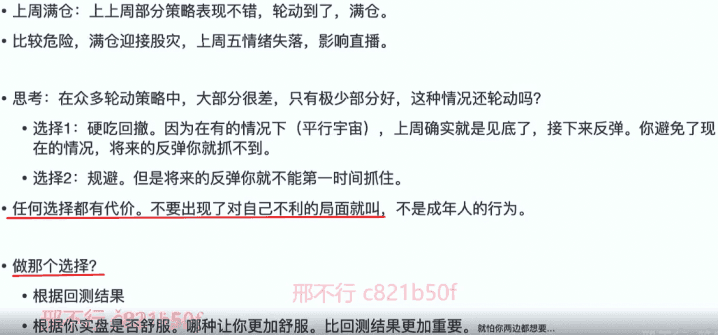 • 上周满仓：上上周部分策略表现不错，轮动到了，满仓。
• 比较危险，满仓迎接股灾，上周五情绪失落，影响直播。
• 思考：在众多轮动策略中，大部分很差，只有极少部分好，这种情况还轮动吗?
• 选择1：硬吃回撤。因为在有的情况下（平行宇宙），上周确实就是见底了，接下来反弹。你避免了现
在的情况，将来的反弹你就抓不到。
• 选择2：规避。但是将来的反弹你就不能第一时间抓住。
• 任何选择都有代价。不要出现了对自己不利的局面就叫，不是成年人的行为。
• 做那个选择?
• 根据回测结果
邢不行 c821b50f
邢不行 c821b50f
• 根据你实盘是否舒服。哪种让你更加舒服。比回测结果更加重要。就怕你两边都想要...